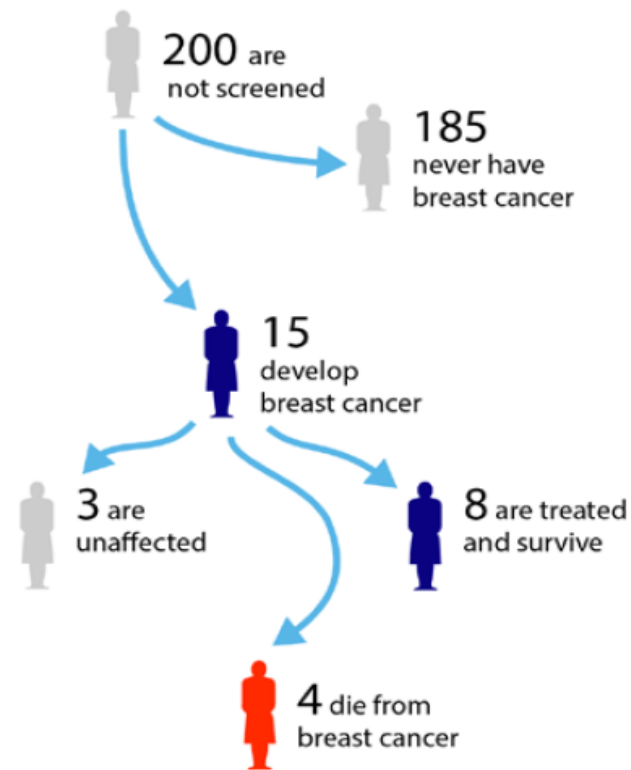 200 are
not screened
185
never have
breast cancer
15
develop
breast cancer
3 are
unaffected
8 are treated
and survive
4 die from
breast cancer